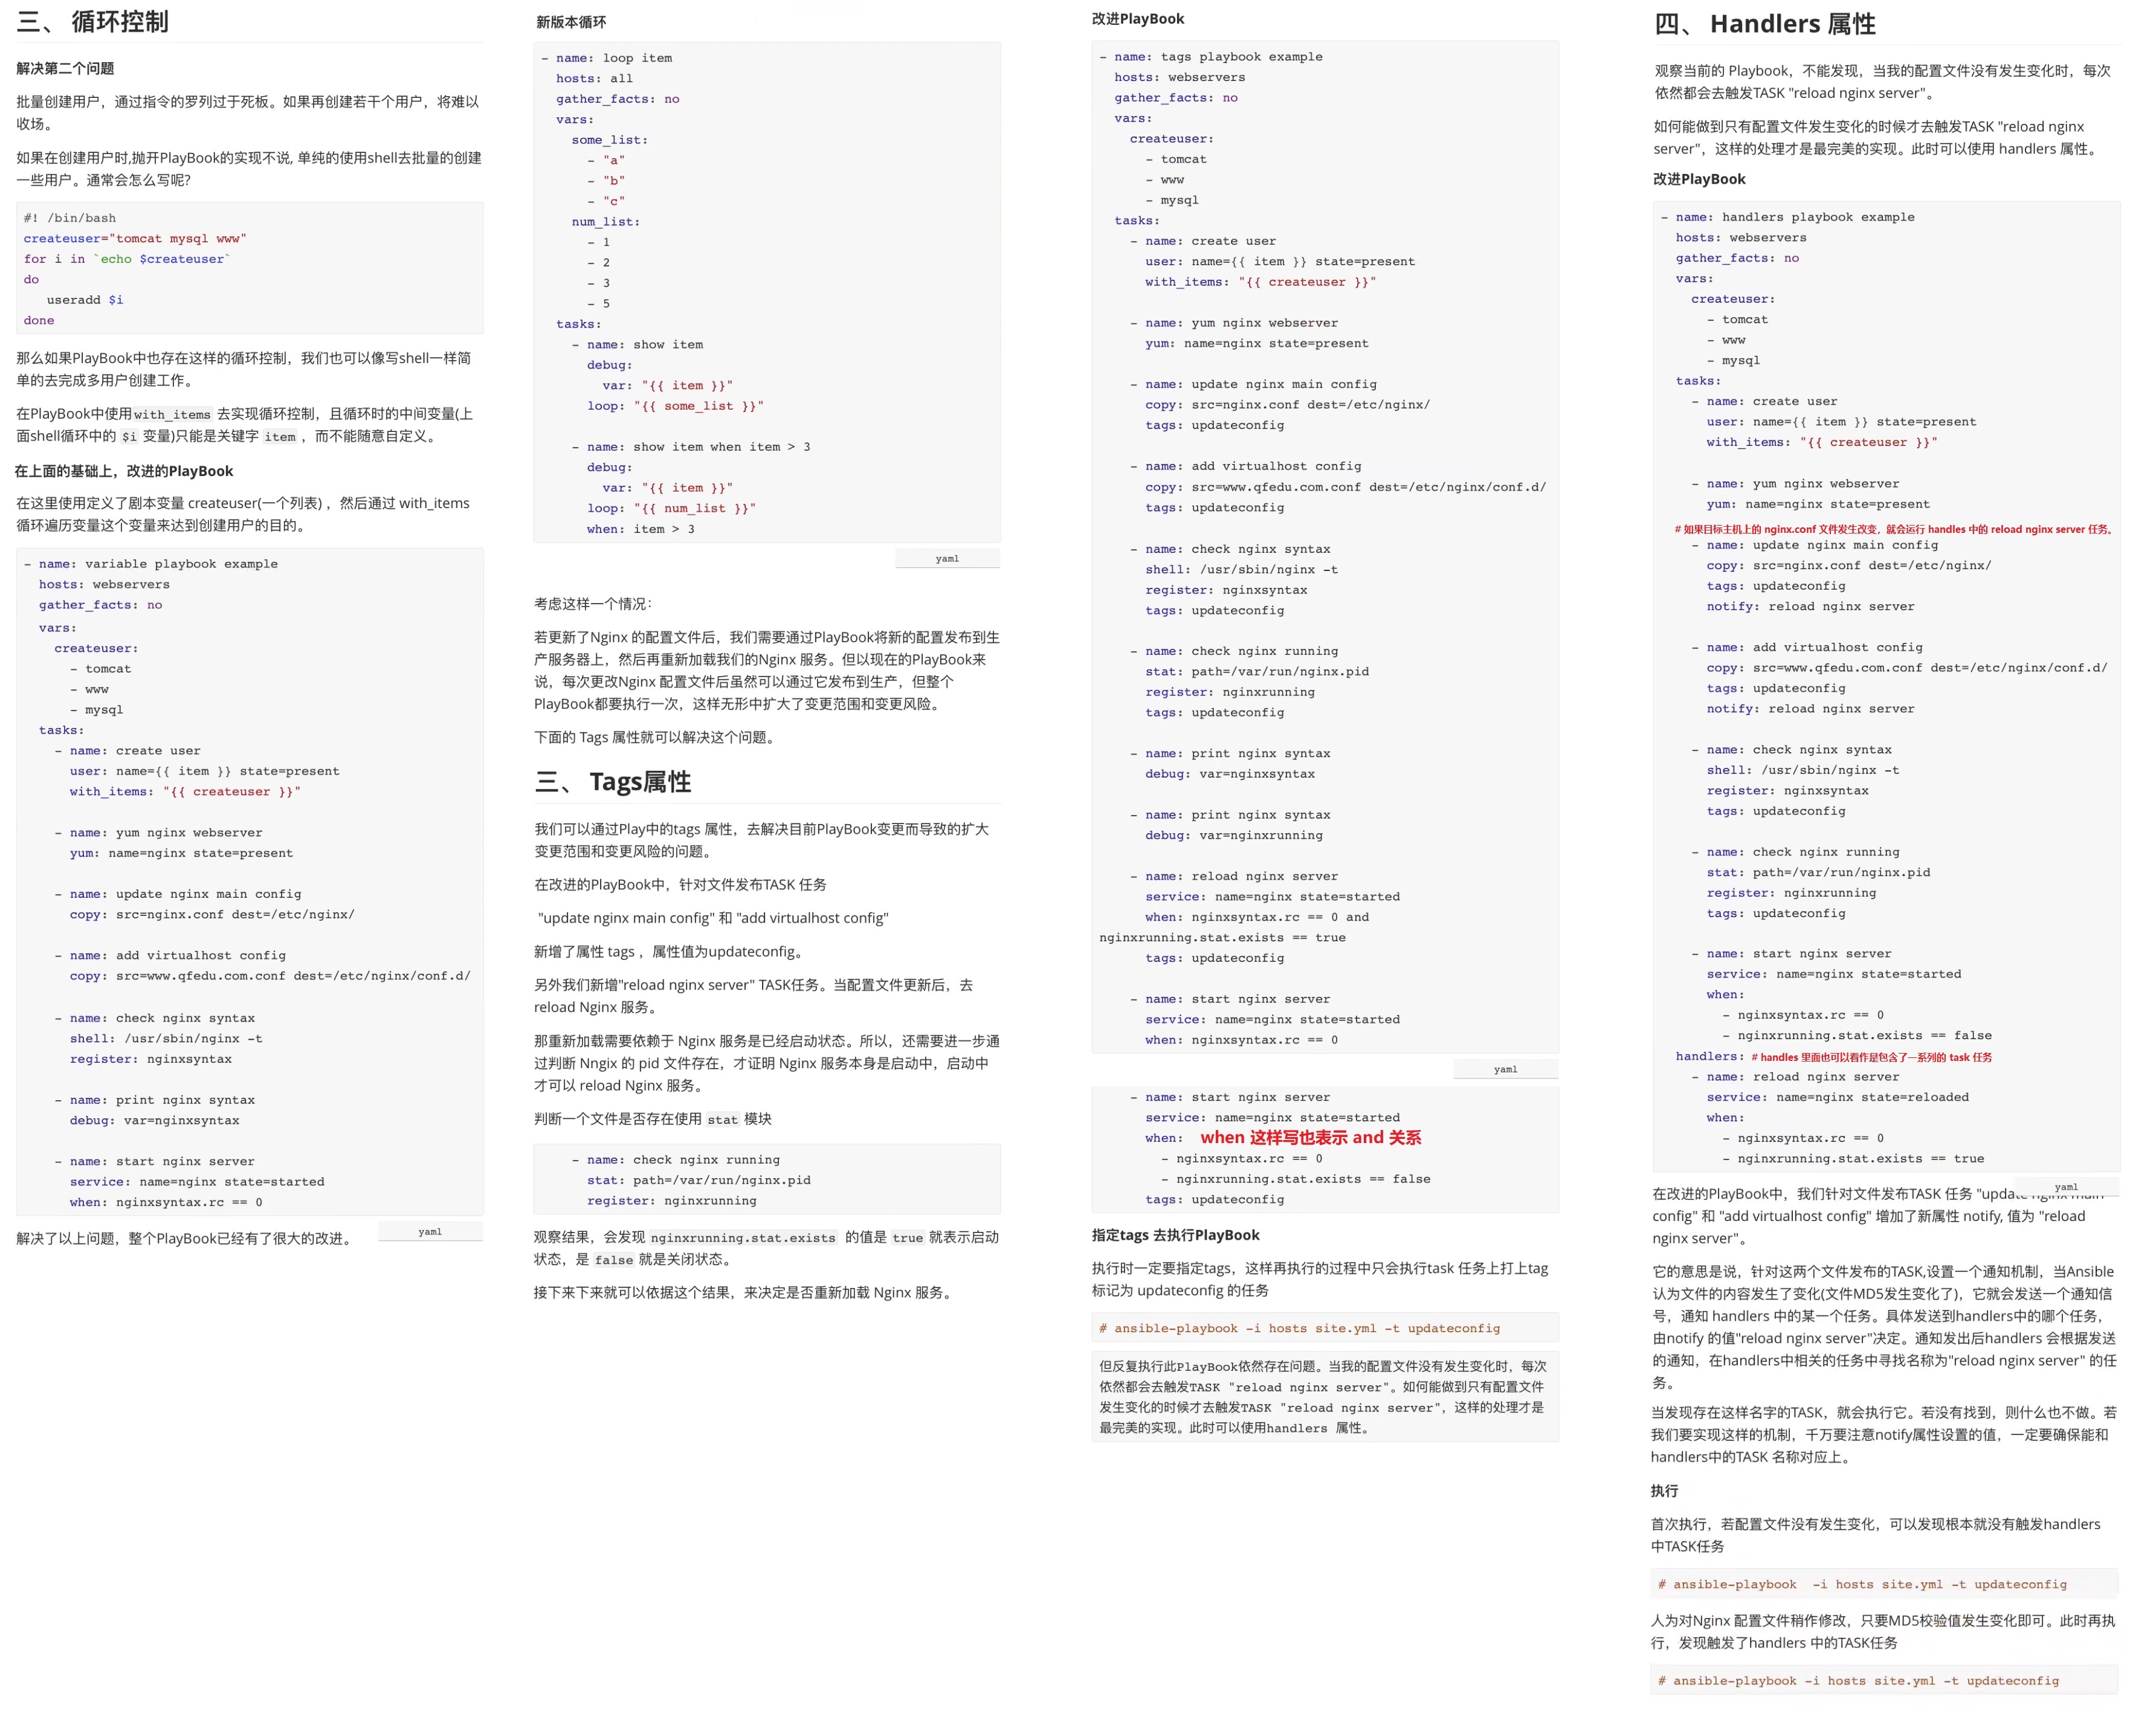 三、 循环控制
解决第二个问题
批量创建用户，通过指令的罗列过于死板。如果再创建若干个用户，将难以
收场。
如果在创建用户时,抛开PlayBook的实现不说, 单纯的使用shell去批量的创建
一些用户。通常会怎么写呢?
#! /bin/bash
createuser="tomcat mysql www"
for i in `echo $createuser`
do
   useradd $i
done
那么如果PlayBook中也存在这样的循环控制，我们也可以像写shell一样简
单的去完成多用户创建工作。
在PlayBook中使用with_items 去实现循环控制，且循环时的中间变量(上
面shell循环中的 $i 变量)只能是关键字 item ，而不能随意自定义。
在上面的基础上，改进的PlayBook
在这里使用定义了剧本变量 createuser(一个列表) ，然后通过 with_items
循环遍历变量这个变量来达到创建用户的目的。
- name: variable playbook example
  hosts: webservers
  gather_facts: no
  vars:
    createuser:
      - tomcat
      - www
      - mysql
  tasks:
    - name: create user
      user: name={{ item }} state=present
      with_items: "{{ createuser }}"
    - name: yum nginx webserver
      yum: name=nginx state=present
    - name: update nginx main config
      copy: src=nginx.conf dest=/etc/nginx/
    - name: add virtualhost config
      copy: src=www.qfedu.com.conf dest=/etc/nginx/conf.d/
    - name: check nginx syntax
      shell: /usr/sbin/nginx -t
      register: nginxsyntax
    - name: print nginx syntax
      debug: var=nginxsyntax
    - name: start nginx server
      service: name=nginx state=started
      when: nginxsyntax.rc == 0
yaml
解决了以上问题，整个PlayBook已经有了很大的改进。
新版本循环
- name: loop item
  hosts: all
  gather_facts: no
  vars:
    some_list:
      - "a"
      - "b"
      - "c"
    num_list:
      - 1
      - 2
      - 3
      - 5
  tasks:
    - name: show item
      debug:
        var: "{{ item }}"
      loop: "{{ some_list }}"
    - name: show item when item > 3
      debug:
        var: "{{ item }}"
      loop: "{{ num_list }}"
      when: item > 3
yaml
考虑这样一个情况：
若更新了Nginx 的配置文件后，我们需要通过PlayBook将新的配置发布到生
产服务器上，然后再重新加载我们的Nginx 服务。但以现在的PlayBook来
说，每次更改Nginx 配置文件后虽然可以通过它发布到生产，但整个
PlayBook都要执行一次，这样无形中扩大了变更范围和变更风险。
下面的 Tags 属性就可以解决这个问题。
三、 Tags属性
我们可以通过Play中的tags 属性，去解决目前PlayBook变更而导致的扩大
变更范围和变更风险的问题。
在改进的PlayBook中，针对文件发布TASK 任务
"update nginx main config" 和 "add virtualhost config"
新增了属性 tags ，属性值为updateconfig。
另外我们新增"reload nginx server" TASK任务。当配置文件更新后，去
reload Nginx 服务。
那重新加载需要依赖于 Nginx 服务是已经启动状态。所以，还需要进一步通
过判断 Nngix 的 pid 文件存在，才证明 Nginx 服务本身是启动中，启动中
才可以 reload Nginx 服务。
判断一个文件是否存在使用 stat 模块
    - name: check nginx running
      stat: path=/var/run/nginx.pid
      register: nginxrunning
观察结果，会发现 nginxrunning.stat.exists 的值是 true 就表示启动
状态，是 false 就是关闭状态。
接下来下来就可以依据这个结果，来决定是否重新加载 Nginx 服务。
改进PlayBook
- name: tags playbook example
  hosts: webservers
  gather_facts: no
  vars:
    createuser:
      - tomcat
      - www
      - mysql
  tasks:
    - name: create user
      user: name={{ item }} state=present
      with_items: "{{ createuser }}"
    - name: yum nginx webserver
      yum: name=nginx state=present
    - name: update nginx main config
      copy: src=nginx.conf dest=/etc/nginx/
      tags: updateconfig
    - name: add virtualhost config
      copy: src=www.qfedu.com.conf dest=/etc/nginx/conf.d/
      tags: updateconfig
    - name: check nginx syntax
      shell: /usr/sbin/nginx -t
      register: nginxsyntax
      tags: updateconfig
    - name: check nginx running
      stat: path=/var/run/nginx.pid
      register: nginxrunning
      tags: updateconfig
    - name: print nginx syntax
      debug: var=nginxsyntax
    - name: print nginx syntax
      debug: var=nginxrunning
    - name: reload nginx server
      service: name=nginx state=started
      when: nginxsyntax.rc == 0 and
nginxrunning.stat.exists == true
      tags: updateconfig
    - name: start nginx server
      service: name=nginx state=started
      when: nginxsyntax.rc == 0
yaml
    - name: start nginx server
      service: name=nginx state=started
      when: when 这样写也表示 and 关系
        - nginxsyntax.rc == 0
        - nginxrunning.stat.exists == false
      tags: updateconfig
指定tags 去执行PlayBook
执行时一定要指定tags，这样再执行的过程中只会执行task 任务上打上tag
标记为 updateconfig 的任务
# ansible-playbook -i hosts site.yml -t updateconfig
但反复执行此PlayBook依然存在问题。当我的配置文件没有发生变化时，每次
依然都会去触发TASK "reload nginx server"。如何能做到只有配置文件
发生变化的时候才去触发TASK "reload nginx server"，这样的处理才是
最完美的实现。此时可以使用handlers 属性。
四、 Handlers 属性
观察当前的 Playbook，不能发现，当我的配置文件没有发生变化时，每次
依然都会去触发TASK "reload nginx server"。
如何能做到只有配置文件发生变化的时候才去触发TASK "reload nginx
server"，这样的处理才是最完美的实现。此时可以使用 handlers 属性。
改进PlayBook
- name: handlers playbook example
  hosts: webservers
  gather_facts: no
  vars:
    createuser:
      - tomcat
      - www
      - mysql
  tasks:
    - name: create user
      user: name={{ item }} state=present
      with_items: "{{ createuser }}"
    - name: yum nginx webserver
      yum: name=nginx state=present
# 如果目标主机上的 nginx.conf 文件发生改变，就会运行 handles 中的 reload nginx server 任务。
    - name: update nginx main config
      copy: src=nginx.conf dest=/etc/nginx/
      tags: updateconfig
      notify: reload nginx server
    - name: add virtualhost config
      copy: src=www.qfedu.com.conf dest=/etc/nginx/conf.d/
      tags: updateconfig
      notify: reload nginx server
    - name: check nginx syntax
      shell: /usr/sbin/nginx -t
      register: nginxsyntax
      tags: updateconfig
    - name: check nginx running
      stat: path=/var/run/nginx.pid
      register: nginxrunning
      tags: updateconfig
    - name: start nginx server
      service: name=nginx state=started
      when:
        - nginxsyntax.rc == 0
        - nginxrunning.stat.exists == false
  handlers: # handles 里面也可以看作是包含了一系列的 task 任务
    - name: reload nginx server
      service: name=nginx state=reloaded
      when:
        - nginxsyntax.rc == 0
        - nginxrunning.stat.exists == true
yaml
在改进的PlayBook中，我们针对文件发布TASK 任务 "update nginx main
config" 和 "add virtualhost config" 增加了新属性 notify, 值为 "reload
nginx server"。
它的意思是说，针对这两个文件发布的TASK,设置一个通知机制，当Ansible
认为文件的内容发生了变化(文件MD5发生变化了)，它就会发送一个通知信
号，通知 handlers 中的某一个任务。具体发送到handlers中的哪个任务，
由notify 的值"reload nginx server"决定。通知发出后handlers 会根据发送
的通知，在handlers中相关的任务中寻找名称为"reload nginx server" 的任
务。
当发现存在这样名字的TASK，就会执行它。若没有找到，则什么也不做。若
我们要实现这样的机制，千万要注意notify属性设置的值，一定要确保能和
handlers中的TASK 名称对应上。
执行
首次执行，若配置文件没有发生变化，可以发现根本就没有触发handlers
中TASK任务
# ansible-playbook  -i hosts site.yml -t updateconfig
人为对Nginx 配置文件稍作修改，只要MD5校验值发生变化即可。此时再执
行，发现触发了handlers 中的TASK任务
# ansible-playbook -i hosts site.yml -t updateconfig